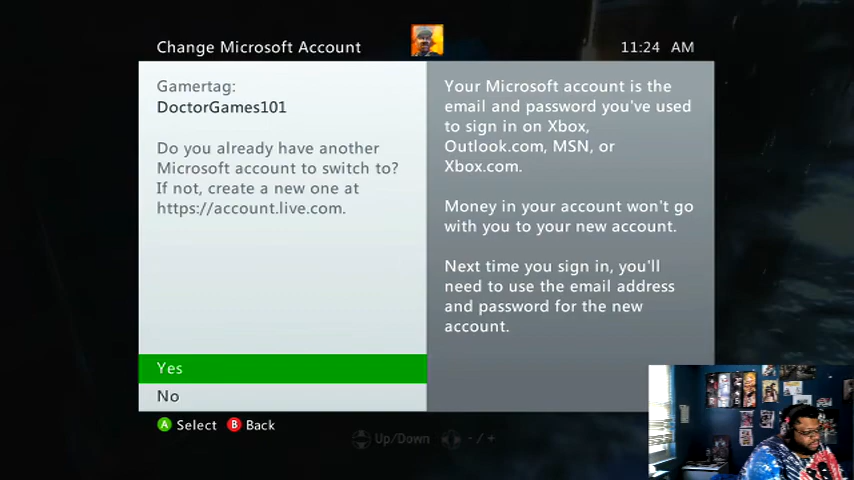 Change Microsoft Account
11:24 AM
Gamertag:
DoctorGames101
Do you already have another
Microsoft account to switch to?
If not, create a new one at
https://account.live.com.
Yes
No
Your Microsoft account is the
email and password you've used
to sign in on Xbox,
Outlook.com, MSN, or
Xbox.com.
Money in your account won't go
with you to your new account.
Next time you sign in, you'll
need to use the email address
and password for the new
account.
A Select B Back
Up/Down - / +